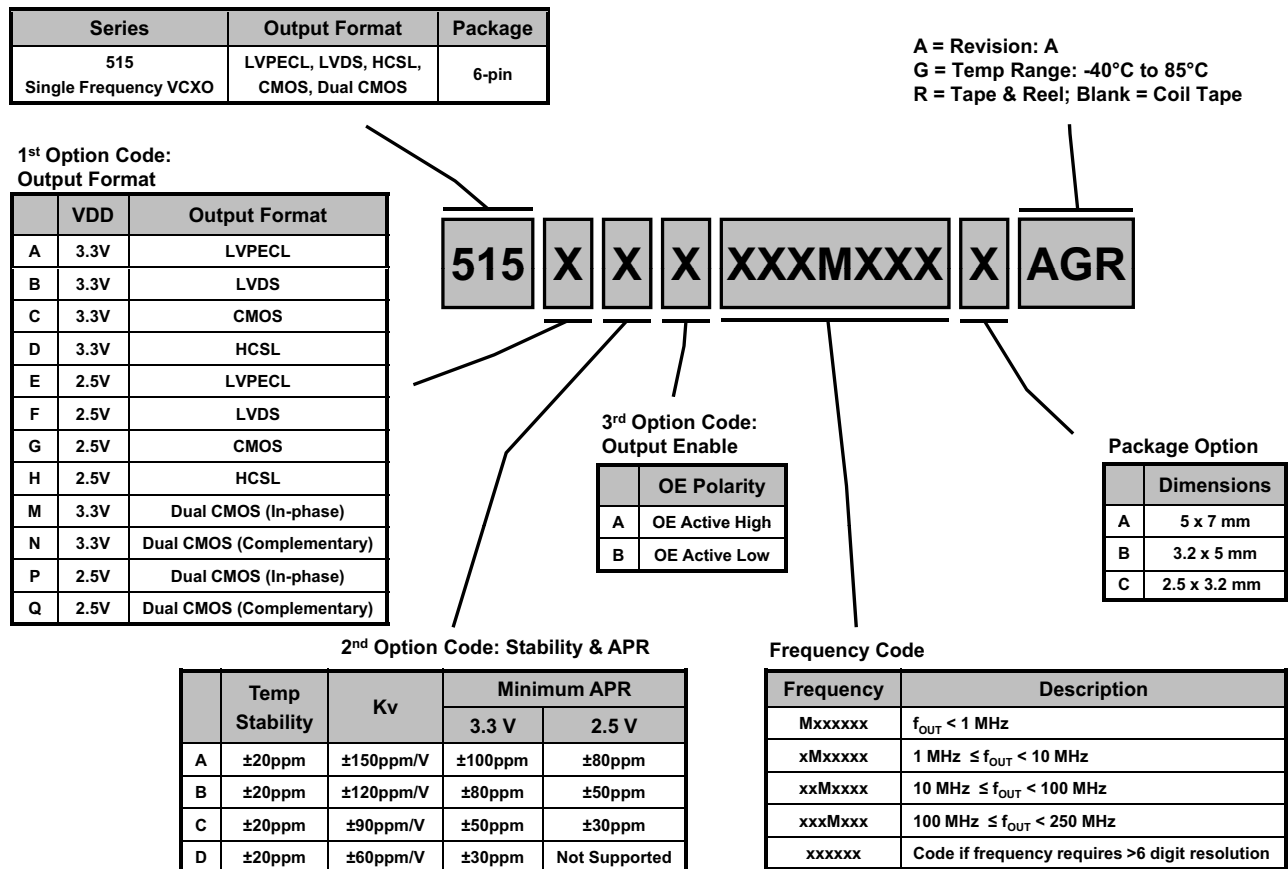 Series Output Format Package
515
Single Frequency VCXO
LVPECL, LVDS, HCSL,
CMOS, Dual CMOS
6-pin
A = Revision: A
G = Temp Range: -40°C to 85°C
R = Tape & Reel; Blank = Coil Tape
1st Option Code:
Output Format
VDD Output Format
A 3.3V LVPECL
B 3.3V LVDS
C 3.3V CMOS
D 3.3V HCSL
E 2.5V LVPECL
F 2.5V LVDS
G 2.5V CMOS
H 2.5V HCSL
M 3.3V Dual CMOS (In-phase)
N 3.3V Dual CMOS (Complementary)
P 2.5V Dual CMOS (In-phase)
Q 2.5V Dual CMOS (Complementary)
515 X X X XXXMXXX X AGR
3rd Option Code:
Output Enable
OE Polarity
A OE Active High
B OE Active Low
Package Option
Dimensions
A 5 x 7 mm
B 3.2 x 5 mm
C 2.5 x 3.2 mm
2nd Option Code: Stability & APR
Temp
Stability
Kv
Minimum APR
3.3 V 2.5 V
A ±20ppm ±150ppm/V ±100ppm ±80ppm
B ±20ppm ±120ppm/V ±80ppm ±50ppm
C ±20ppm ±90ppm/V ±50ppm ±30ppm
D ±20ppm ±60ppm/V ±30ppm Not Supported
Frequency Code
Frequency Description
Mxxxxxx fOUT < 1 MHz
xMxxxxx 1 MHz ≤ fOUT < 10 MHz
xxMxxxx 10 MHz ≤ fOUT < 100 MHz
xxxMxxx 100 MHz ≤ fOUT < 250 MHz
xxxxxx Code if frequency requires >6 digit resolution